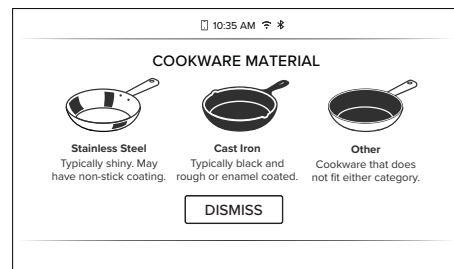 10:35 AM
COOKWARE MATERIAL
Stainless Steel
Typically shiny. May
have non-stick coating.
Cast Iron
Typically black and
rough or enamel coated.
Other
Cookware that does
not fit either category.
DISMISS